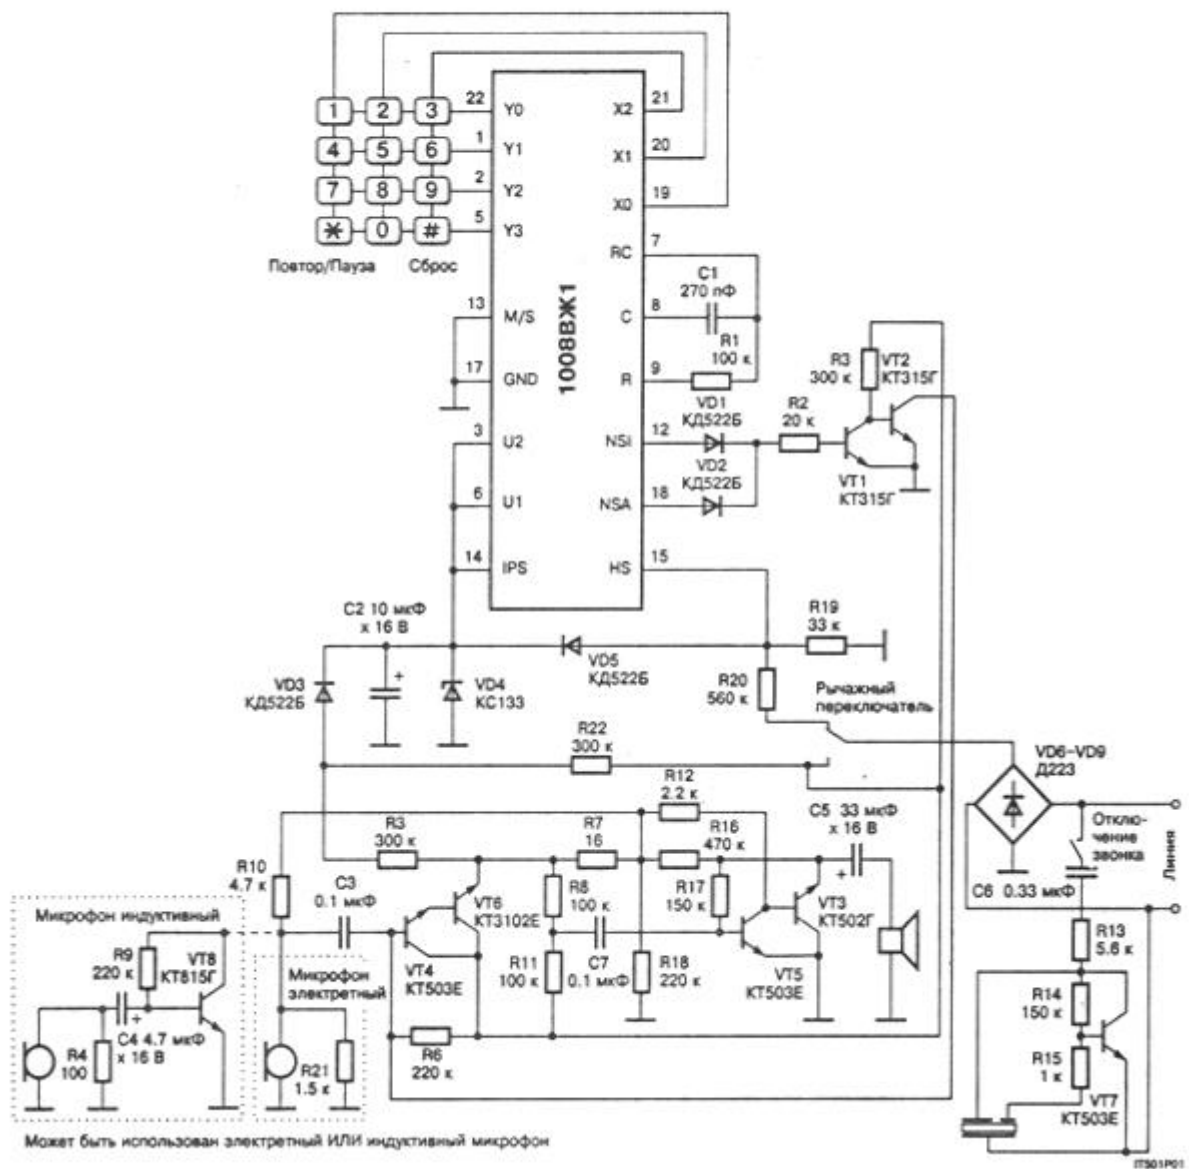 1 2 3 22 Y0 X2 21
4 5 6 1 Y1 X1 20
7 8 9 2 Y2 X0 19
* 0 # 5 Y3 RC 7
Повтор/Пауза Сброс
1008ВЖ1
13 M/S
17 GND
3 U2
6 U1
14 IPS
C 8
R 9
NSI 12
NSA 18
HS 15
C1
270 пФ
R1
100 к
VD1
КД522Б
VD2
КД522Б
R2
20 к
R3
300 к
VT2
КТ315Г
VT1
КТ315Г
C2 10 мкФ
x 16 В
VD3
КД522Б
VD4
КС133
VD5
КД522Б
R19
33 к
R20
560 к
Рычажный
переключатель
R22
300 к
VD6-VD9
Д223
R12
2.2 к
C5 33 мкФ
x 16 В
R3
300 к
R7
16
R16
470 к
Отклю-
чение
звонка
Линия
R10
4.7 к
C3
0.1 мкФ
VT6
КТ3102Е
R8
100 к
R17
150 к
VT3
КТ502Г
C6 0.33 мкФ
Микрофон индуктивный
R9
220 к
VT8
КТ815Г
Микрофон
электретный
VT4
КТ503Е
R11
100 к
C7
0.1 мкФ
R18
220 к
VT5
КТ503Е
R13
5.6 к
C4 4.7 мкФ
x 16 В
R4
100
R21
1.5 к
R6
220 к
R14
150 к
R15
1 к
VT7
КТ503Е
Может быть использован электретный ИЛИ индуктивный микрофон
IT501P01